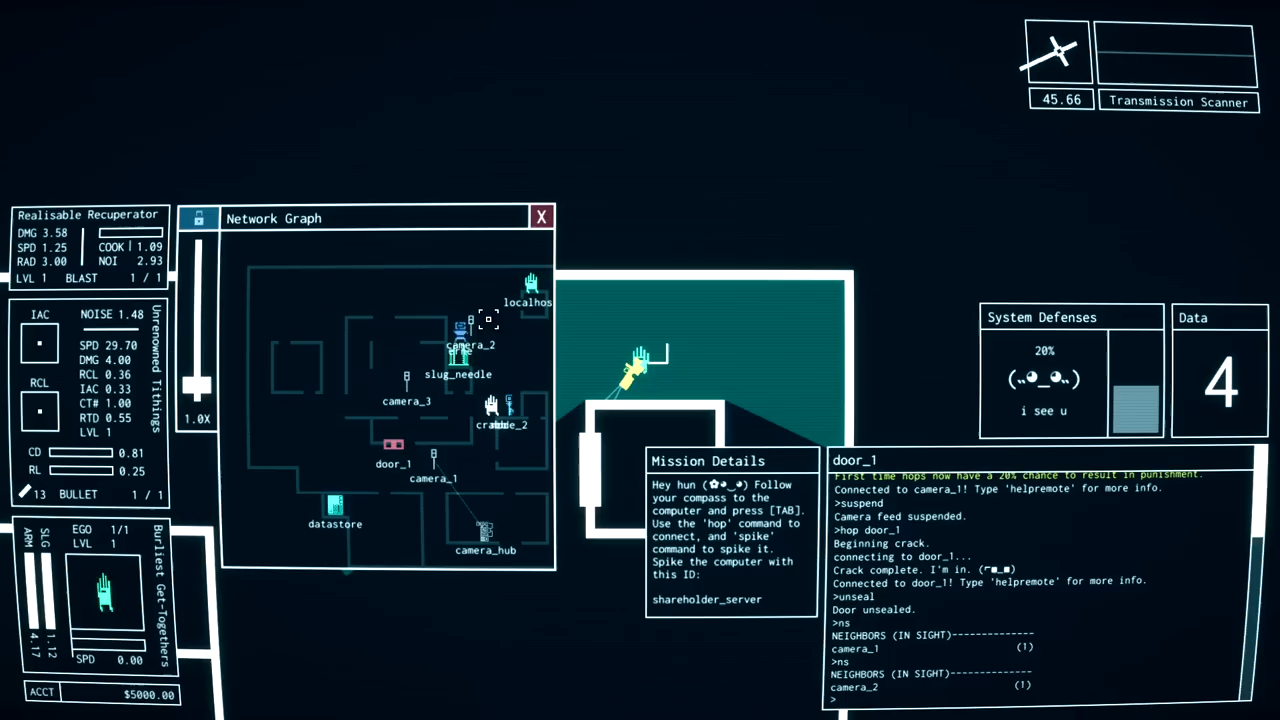 45.66
Transmission Scanner
Realisable Recuperator
DMG 3.58
SPD 1.25
RAD 3.00
COOK 1.09
NOI 2.93
LVL 1 BLAST 1 / 1
IAC
RCL
NOISE 1.48
SPD 29.70
DMG 4.00
RCL 0.36
IAC 0.33
CT# 1.00
RTD 0.55
LVL 1
Unrenowned Tithings
CD 0.81
RL 0.25
13 BULLET 1 / 1
ARM
SLG
4.17
1.12
EGO 1/1
LVL 1
SPD 0.00
Burliest Get-Togethers
ACCT $5000.00
Network Graph
X
1.0X
localhos
camera_2
slug_needle
camera_3
door_1
camera_1
datastore
camera_hub
Mission Details
Hey hun (✿◕‿◕) Follow
your compass to the
computer and press [TAB].
Use the 'hop' command to
connect, and 'spike'
command to spike it.
Spike the computer with
this ID:
shareholder_server
System Defenses
20%
i see u
Data
4
door_1
First time hops now have a 20% chance to result in punishment.
Connected to camera_1! Type 'helpremote' for more info.
>suspend
Camera feed suspended.
>hop door_1
Beginning crack.
connecting to door_1...
Crack complete. I'm in. (⌐■_■)
Connected to door_1! Type 'helpremote' for more info.
>unseal
Door unsealed.
>ns
NEIGHBORS (IN SIGHT)--------------
camera_1 (1)
>ns
NEIGHBORS (IN SIGHT)--------------
camera_2 (1)
>